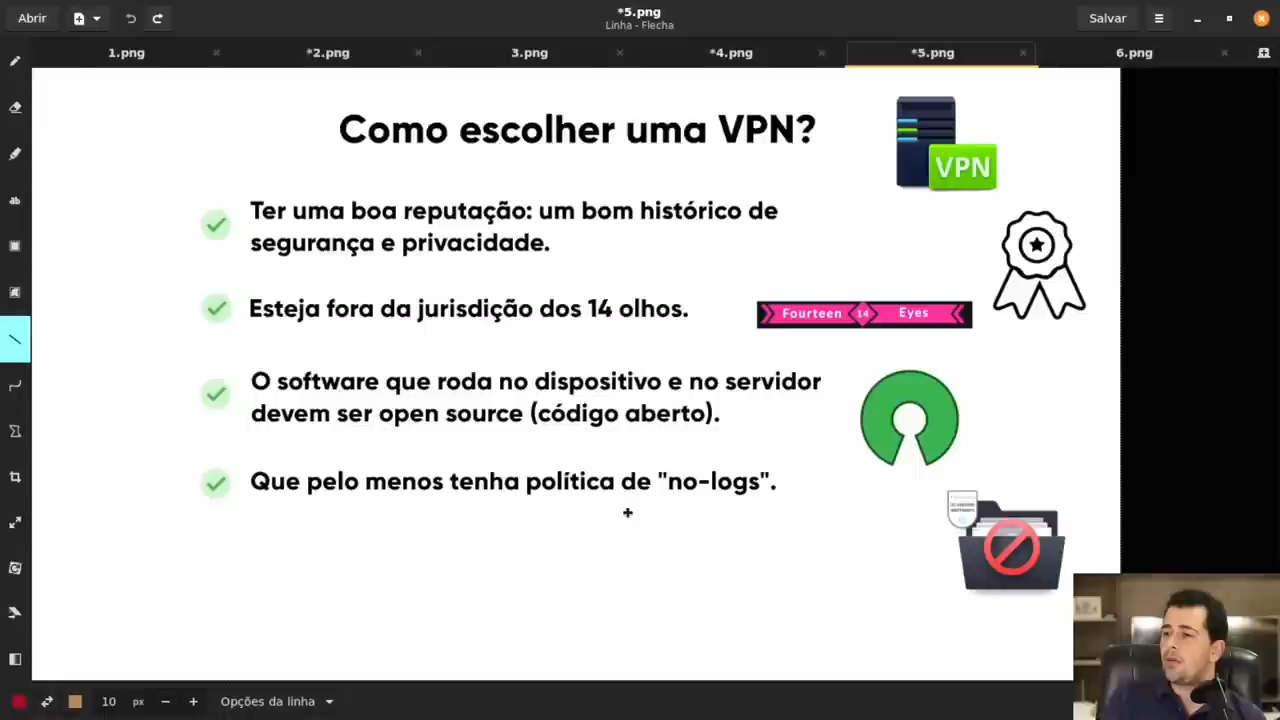 Abrir
*5.png
Linha - Flecha
Salvar
1.png
*2.png
3.png
*4.png
*5.png
6.png
Como escolher uma VPN?
VPN
Ter uma boa reputação: um bom histórico de
segurança e privacidade.
Esteja fora da jurisdição dos 14 olhos.
Fourteen 14 Eyes
O software que roda no dispositivo e no servidor
devem ser open source (código aberto).
Que pelo menos tenha política de "no-logs".
10 px
Opções da linha